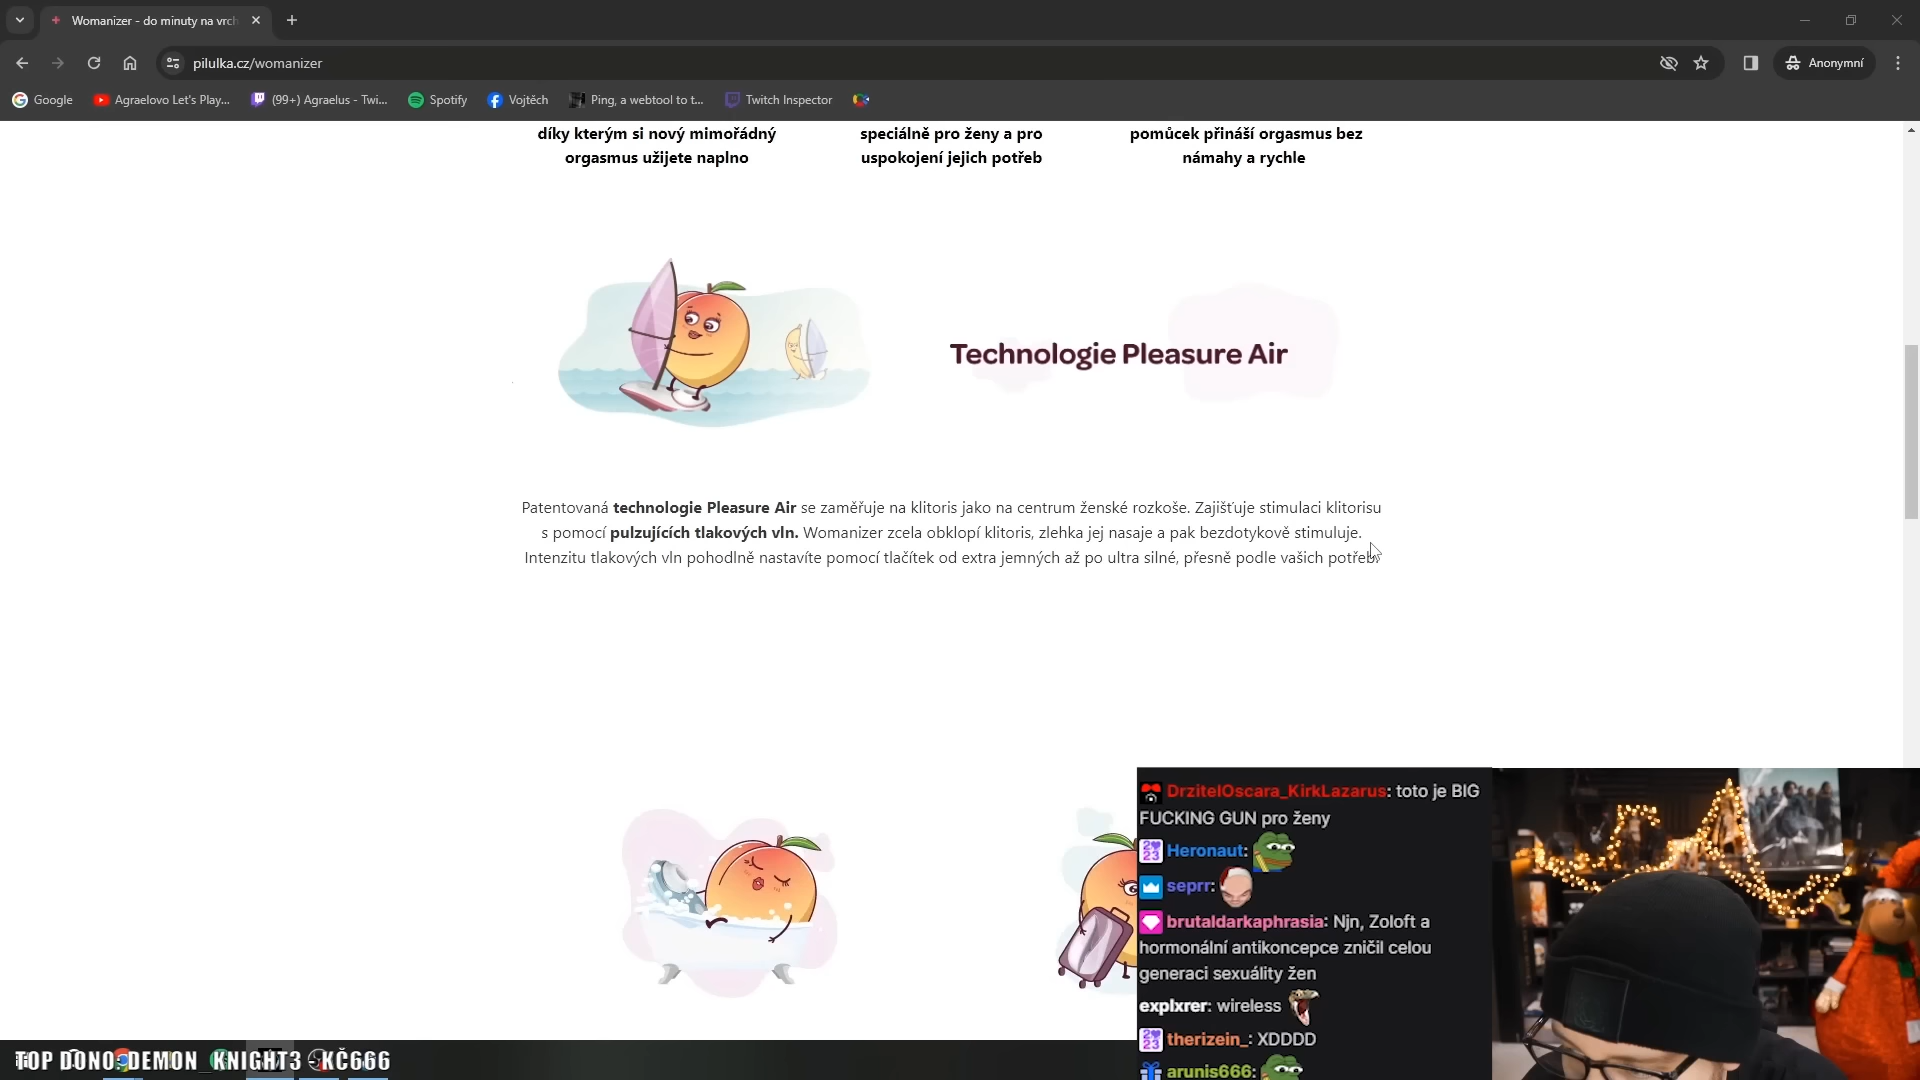 Womanizer - do minuty na vrch
pilulka.cz/womanizer
Anonymní
Google
Agraelovo Let's Play...
(99+) Agraelus - Twi...
Spotify
Vojtěch
Ping, a webtool to t...
Twitch Inspector
díky kterým si nový mimořádný
orgasmus užijete naplno
speciálně pro ženy a pro
uspokojení jejich potřeb
pomůcek přináší orgasmus bez
námahy a rychle
Technologie Pleasure Air
Patentovaná technologie Pleasure Air se zaměřuje na klitoris jako na centrum ženské rozkoše. Zajišťuje stimulaci klitorisu
s pomocí pulzujících tlakových vln. Womanizer zcela obklopí klitoris, zlehka jej nasaje a pak bezdotykově stimuluje.
Intenzitu tlakových vln pohodlně nastavíte pomocí tlačítek od extra jemných až po ultra silné, přesně podle vašich potřeb.
DrzitelOscara_KirkLazarus: toto je BIG
FUCKING GUN pro ženy
Heronaut:
seprr:
brutaldarkaphrasia: Njn, Zoloft a
hormonální antikoncepce zničil celou
generaci sexuálity žen
explxrer: wireless
therizein_: XDDDD
arunis666:
TOP DONO: DEMON_KNIGHT3 - KČ666